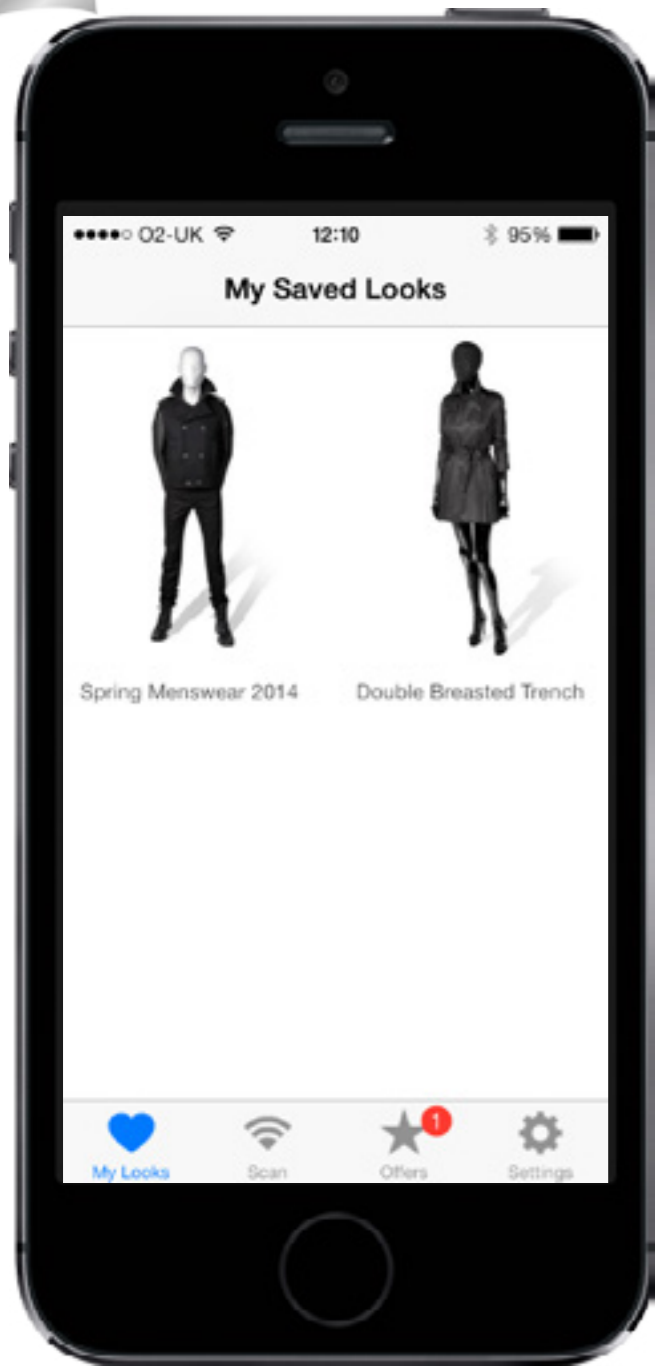 O2-UK 12:10 95%
My Saved Looks
Spring Menswear 2014 Double Breasted Trench
1
My Looks Scan Offers Settings